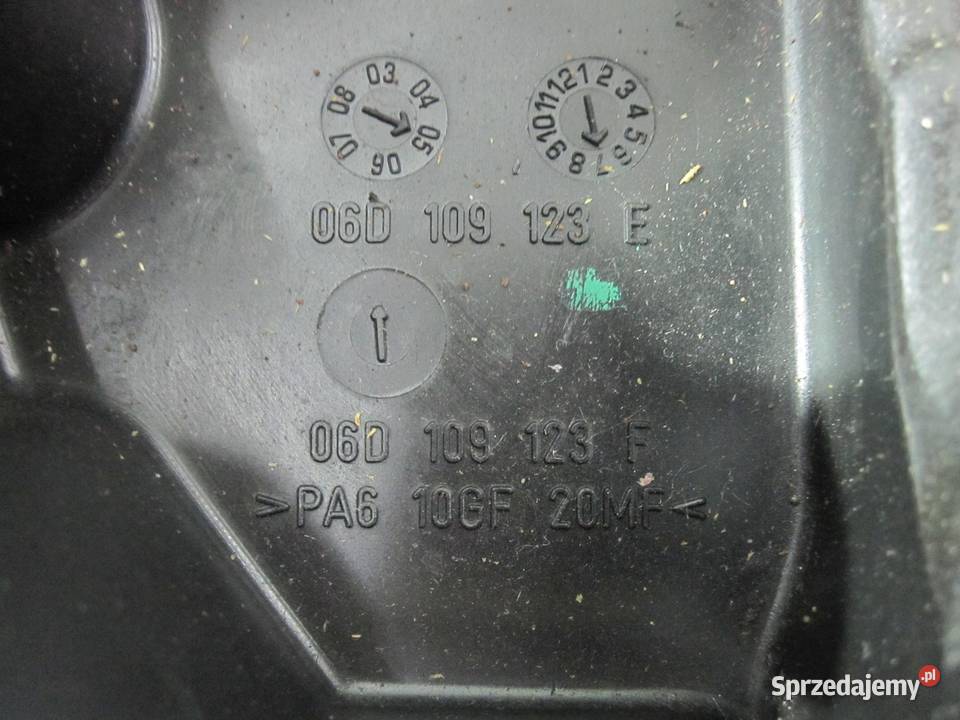 03 04 05 06 07 08
1 2 3 4 5 6 7 8 9 10 11 12
06D 109 123 E
06D 109 123 F
>PA6 10GF 20MF<
Sprzedajemy.pl